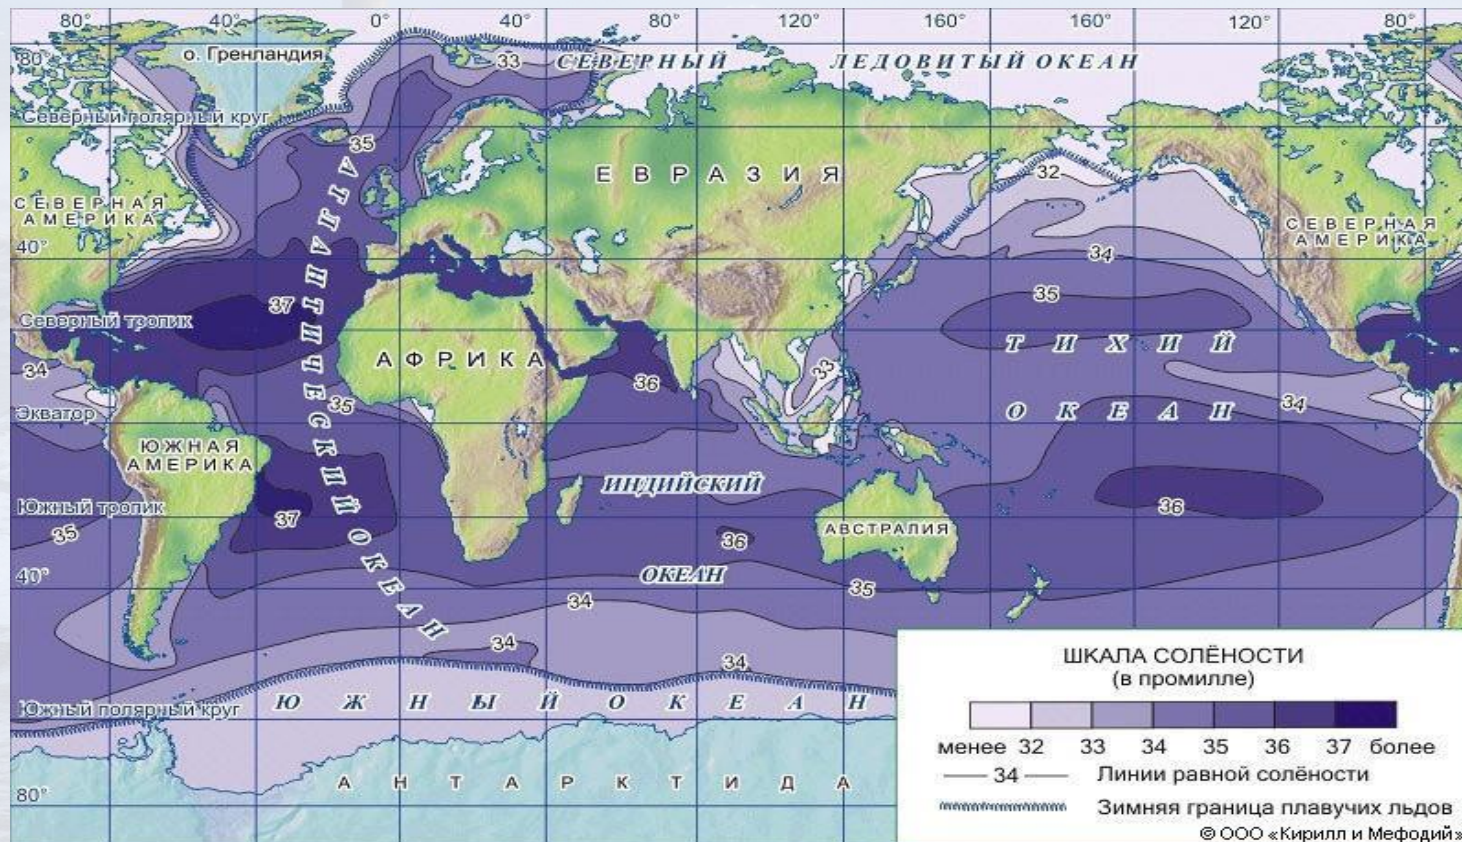 80° 40° 0° 40° 80° 120° 160° 160° 120° 80°
80°
о. Гренландия
33
СЕВЕРНЫЙ ЛЕДОВИТЫЙ ОКЕАН
Северный полярный круг
35
АТЛАНТИЧЕСКИЙ ОКЕАН
ЕВРАЗИЯ
32
СЕВЕРНАЯ
АМЕРИКА
СЕВЕРНАЯ
АМЕРИКА
40°
34
37
35
Северный тропик
ТИХИЙ
АФРИКА
34
33
36
35
34
Экватор
ОКЕАН
ЮЖНАЯ
АМЕРИКА
ИНДИЙСКИЙ
Южный тропик
36
37
АВСТРАЛИЯ
35
36
40°
ОКЕАН
35
34
34
34
Южный полярный круг
ЮЖНЫЙ ОКЕАН
АНТАРКТИДА
80°
ШКАЛА СОЛЁНОСТИ
(в промилле)
менее 32 33 34 35 36 37 более
34 Линии равной солёности
Зимняя граница плавучих льдов
© ООО «Кирилл и Мефодий»